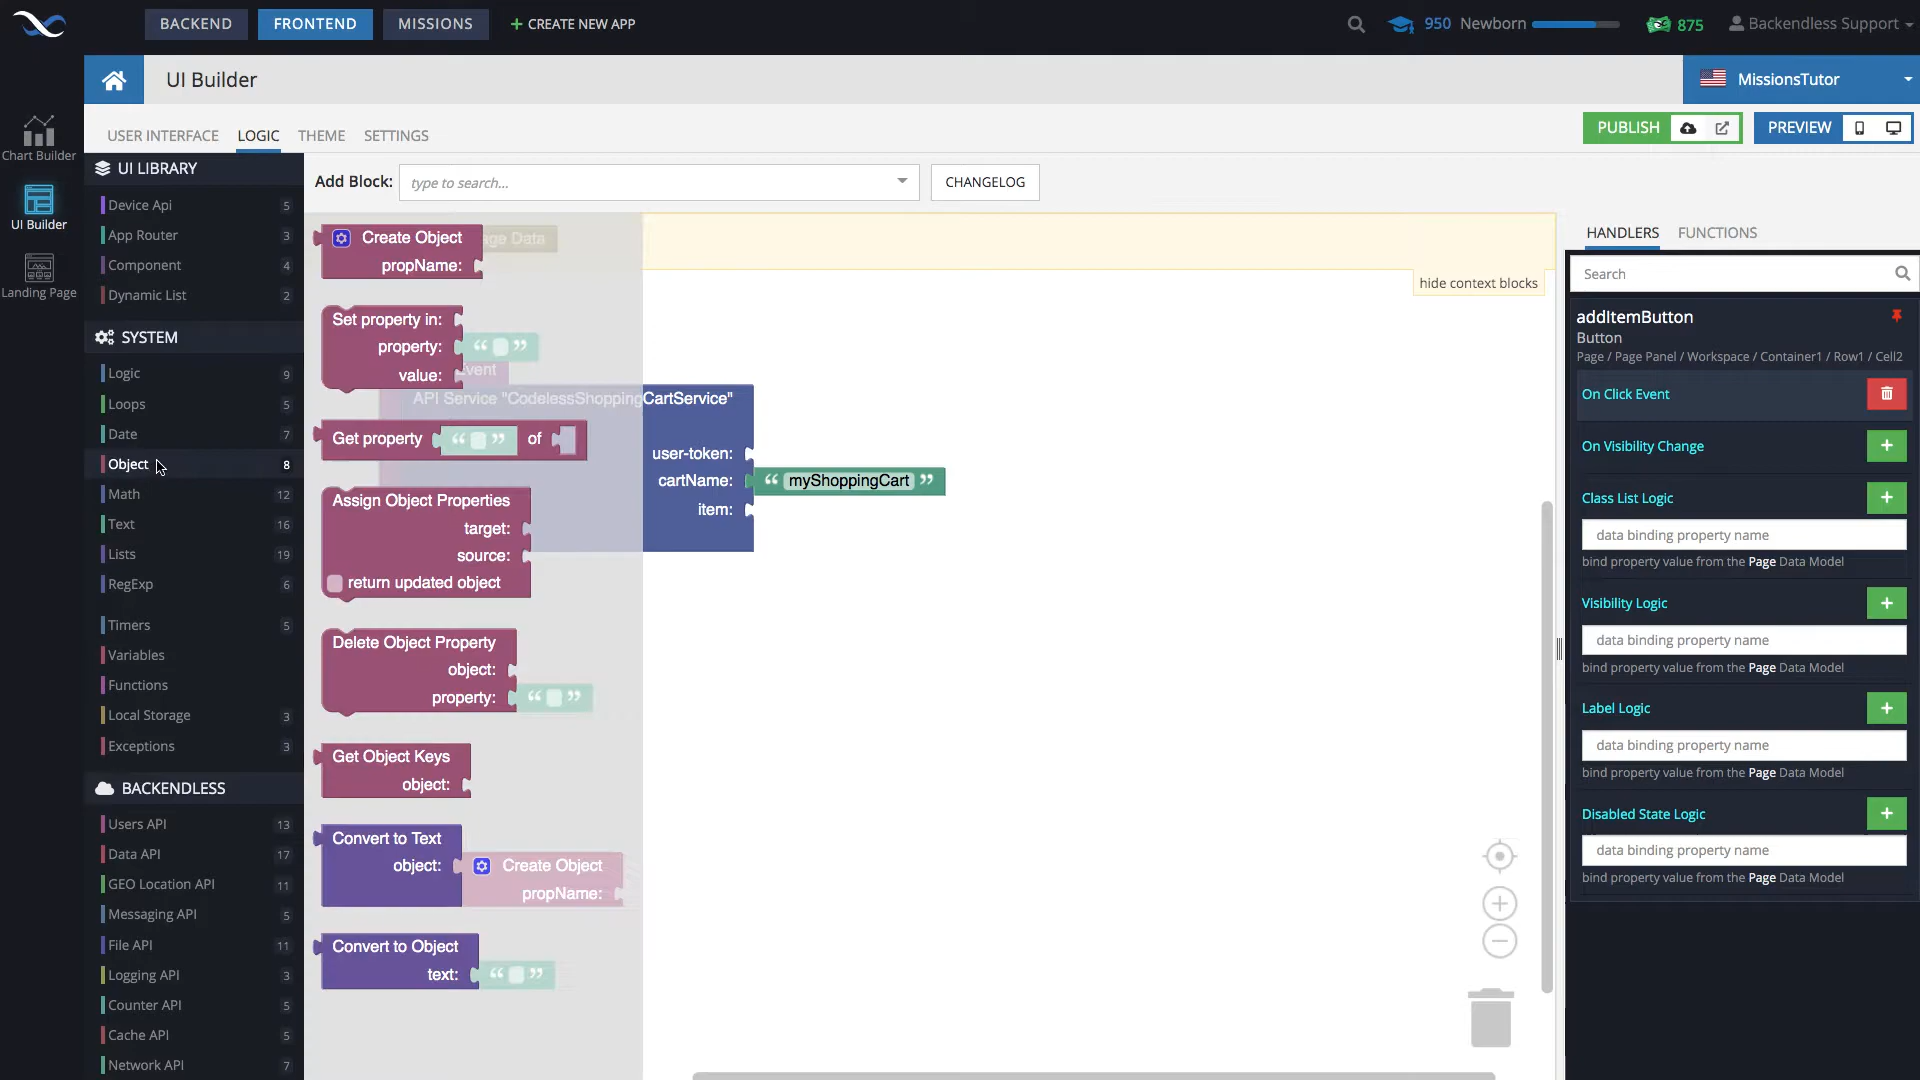 BACKEND
FRONTEND
MISSIONS
+ CREATE NEW APP
950 Newborn
875
Backendless Support
UI Builder
MissionsTutor
Chart Builder
UI Builder
Landing Page
USER INTERFACE
LOGIC
THEME
SETTINGS
PUBLISH
PREVIEW
UI LIBRARY
Device Api 5
App Router 3
Component 4
Dynamic List 2
SYSTEM
Logic 9
Loops 5
Date 7
Object 8
Math 12
Text 16
Lists 19
RegExp 6
Timers 5
Variables
Functions
Local Storage 3
Exceptions 3
BACKENDLESS
Users API 13
Data API 17
GEO Location API 11
Messaging API 5
File API 11
Logging API 3
Counter API 5
Cache API 5
Network API 7
Add Block:
type to search...
CHANGELOG
Create Object
propName:
Data
Set property in:
property: “ ”
value:
Get property “ ” of
Assign Object Properties
target:
source:
return updated object
Delete Object Property
object:
property: “ ”
Get Object Keys
object:
Convert to Text
object:
Create Object
propName:
Convert to Object
text: “ ”
hide context blocks
API Service "CodelessShoppingCartService"
user-token:
cartName: “ myShoppingCart ”
item:
HANDLERS
FUNCTIONS
Search
addItemButton
Button
Page / Page Panel / Workspace / Container1 / Row1 / Cell2
On Click Event
On Visibility Change
+
Class List Logic
+
data binding property name
bind property value from the Page Data Model
Visibility Logic
+
data binding property name
bind property value from the Page Data Model
Label Logic
+
data binding property name
bind property value from the Page Data Model
Disabled State Logic
+
data binding property name
bind property value from the Page Data Model